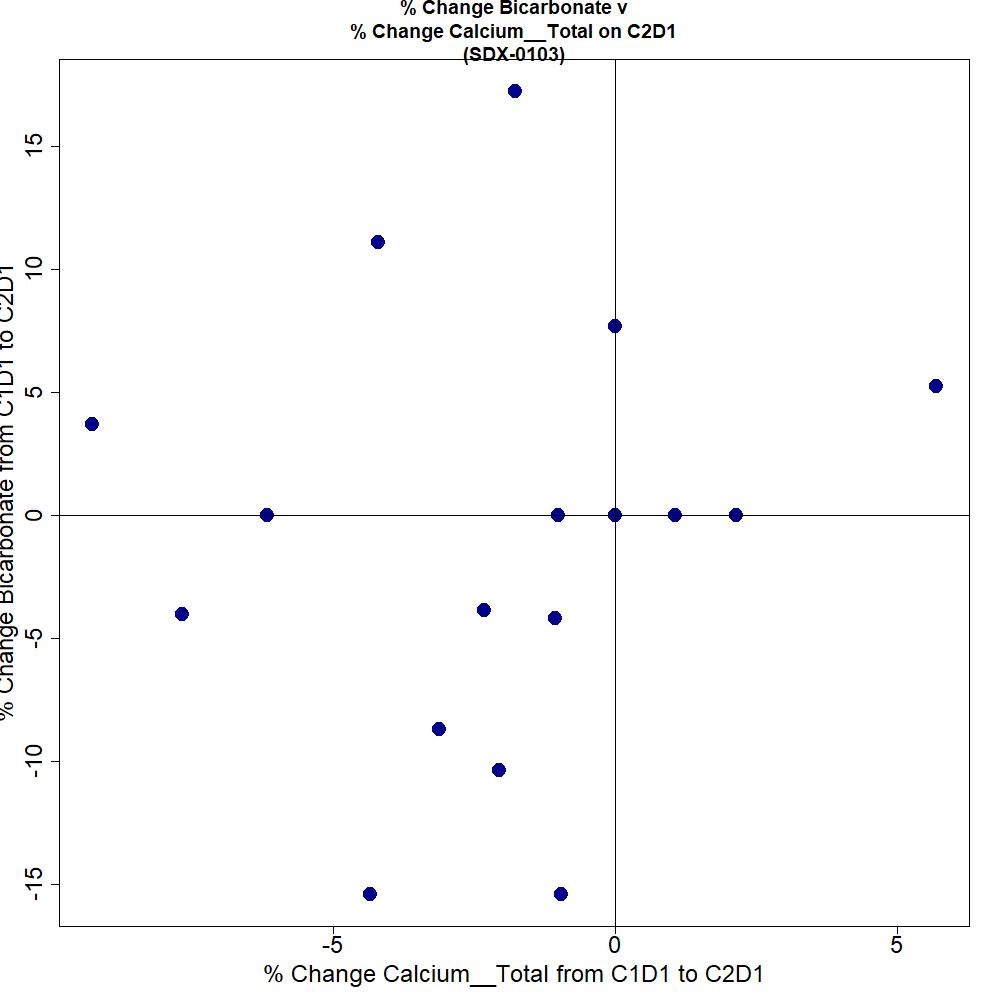 % Change Bicarbonate v
% Change Calcium__Total on C2D1
(SDX-0103)
% Change Bicarbonate from C1D1 to C2D1
15
10
5
0
-5
-10
-15
-5
0
5
% Change Calcium__Total from C1D1 to C2D1